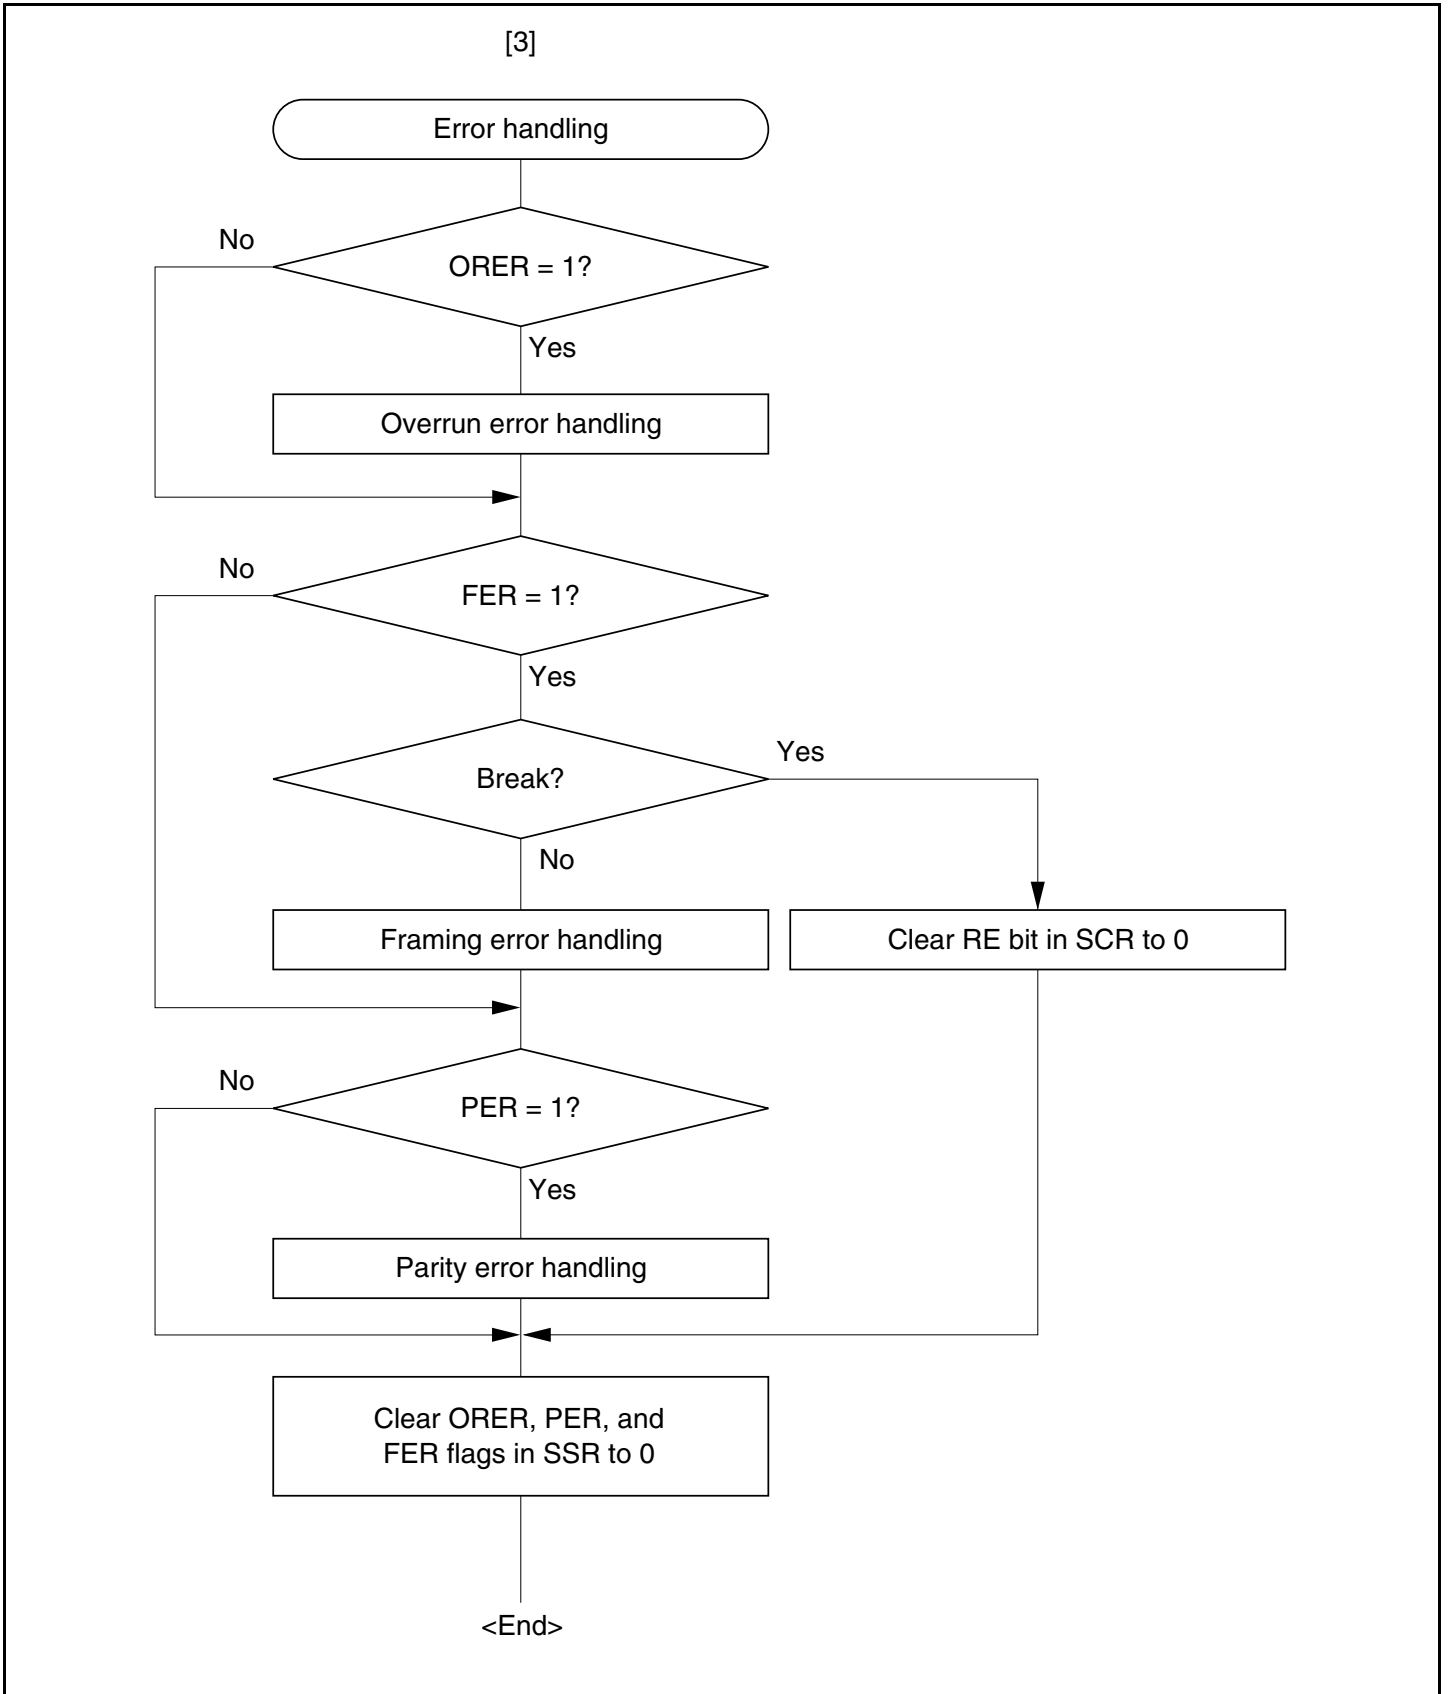 [3]
Error handling
No
ORER = 1?
Yes
Overrun error handling
No
FER = 1?
Yes
Break?
Yes
No
Framing error handling
Clear RE bit in SCR to 0
No
PER = 1?
Yes
Parity error handling
Clear ORER, PER, and
FER flags in SSR to 0
<End>